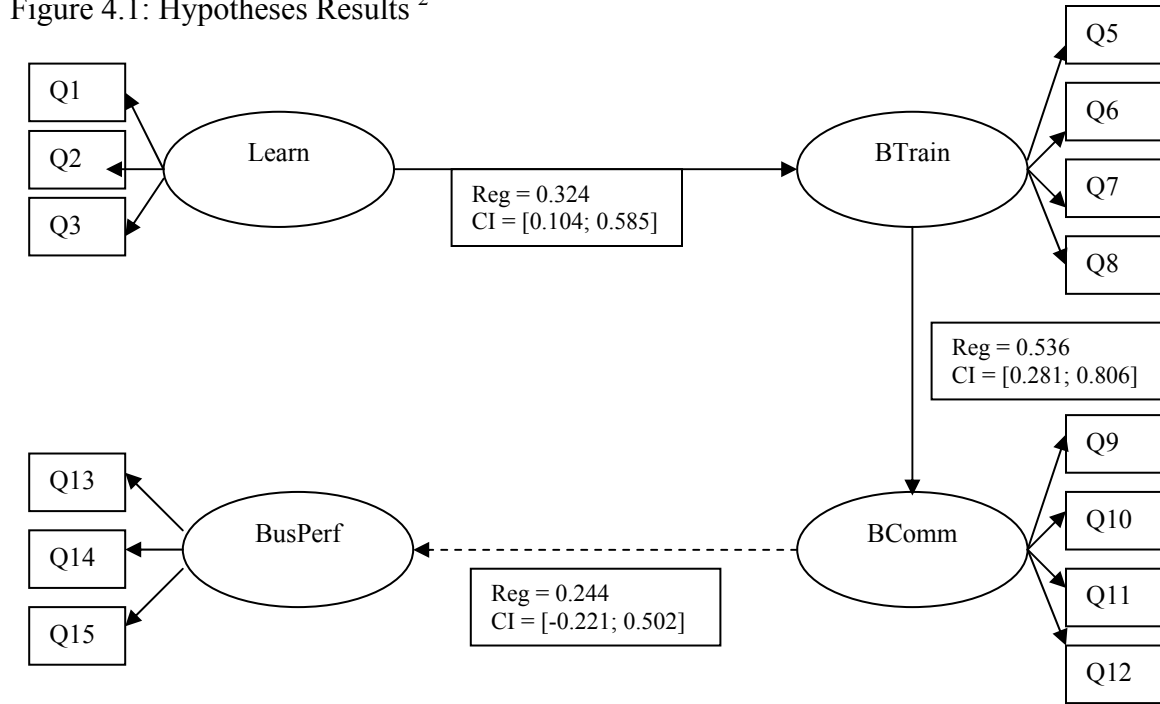 Figure 4.1: Hypotheses Results 2
Q1
Q2
Q3
Learn
Reg = 0.324
CI = [0.104; 0.585]
BTrain
Q5
Q6
Q7
Q8
Reg = 0.536
CI = [0.281; 0.806]
Q9
Q10
Q11
Q12
BComm
Reg = 0.244
CI = [-0.221; 0.502]
BusPerf
Q13
Q14
Q15